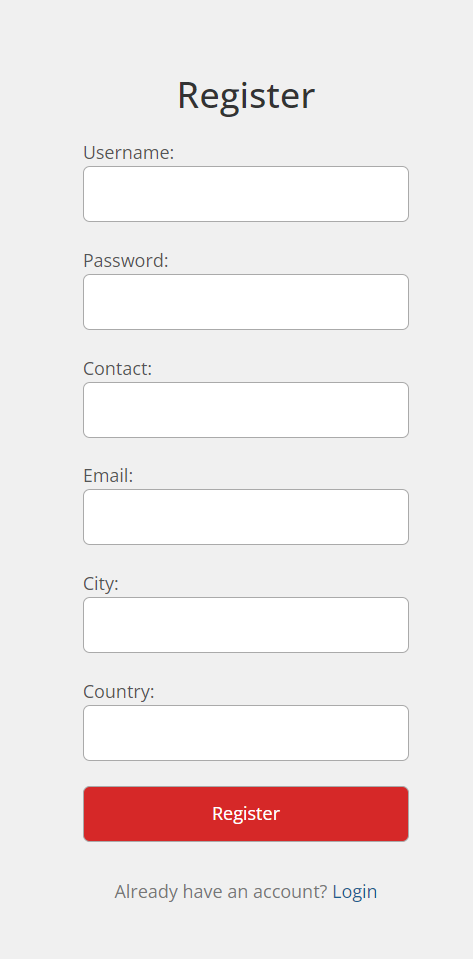 Register
Username:
Password:
Contact:
Email:
City:
Country:
Register
Already have an account? Login